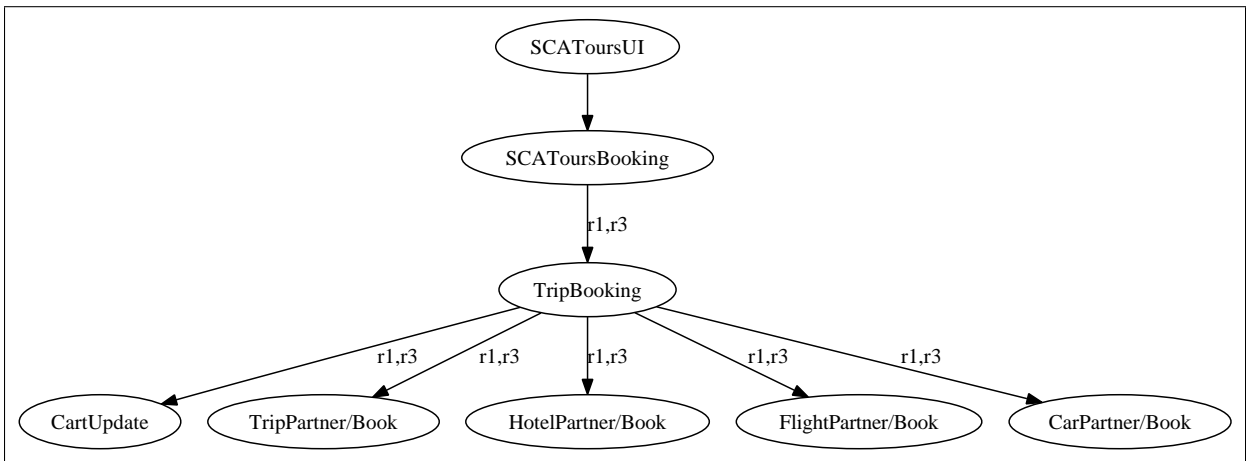 SCAToursUI
SCAToursBooking
r1,r3
TripBooking
r1,r3 r1,r3 r1,r3 r1,r3 r1,r3
CartUpdate TripPartner/Book HotelPartner/Book FlightPartner/Book CarPartner/Book